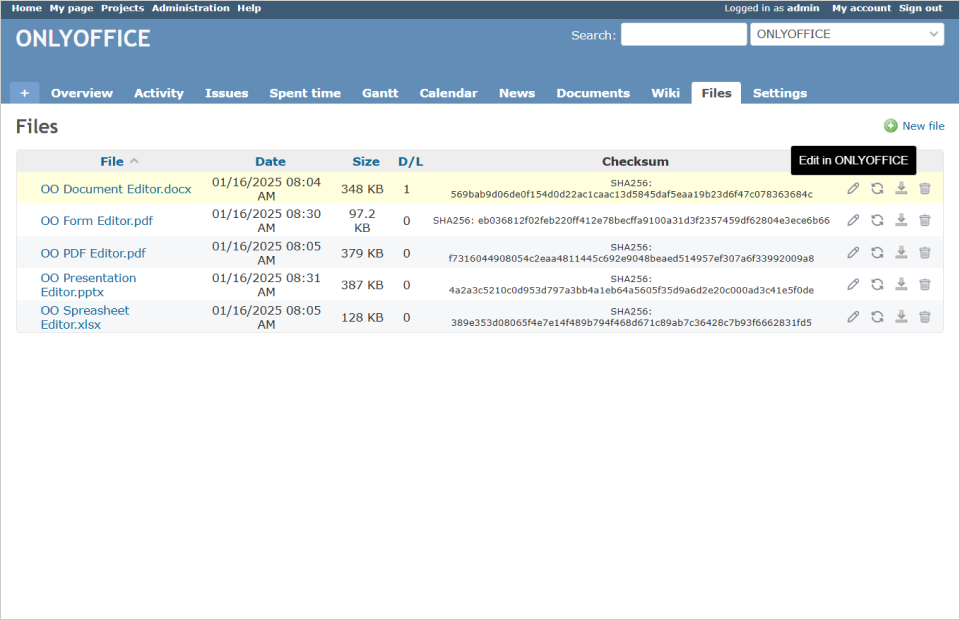 Home My page Projects Administration Help Logged in as admin My account Sign out
ONLYOFFICE
Search: ONLYOFFICE
+ Overview Activity Issues Spent time Gantt Calendar News Documents Wiki Files Settings
Files
New file
File Date Size D/L Checksum
Edit in ONLYOFFICE
OO Document Editor.docx 01/16/2025 08:04 AM 348 KB 1 SHA256: 569bab9d06de0f154d0d22ac1caac13d5845daf5eaa19b23d6f47c078363684c
OO Form Editor.pdf 01/16/2025 08:30 AM 97.2 KB 0 SHA256: eb036812f02feb220ff412e78becffa9100a31d3f2357459df62804e3ece6b66
OO PDF Editor.pdf 01/16/2025 08:05 AM 379 KB 0 SHA256: f7316044908054c2eaa4811445c692e9048beaed514957ef307a6f33992009a8
OO Presentation Editor.pptx 01/16/2025 08:31 AM 387 KB 0 SHA256: 4a2a3c5210c0d953d797a3bb4a1eb64a5605f35d9a6d2e20c000ad3c41e5f0de
OO Spreasheet Editor.xlsx 01/16/2025 08:05 AM 128 KB 0 SHA256: 389e353d08065f4e7e14f489b794f468d671c89ab7c36428c7b93f6662831fd5